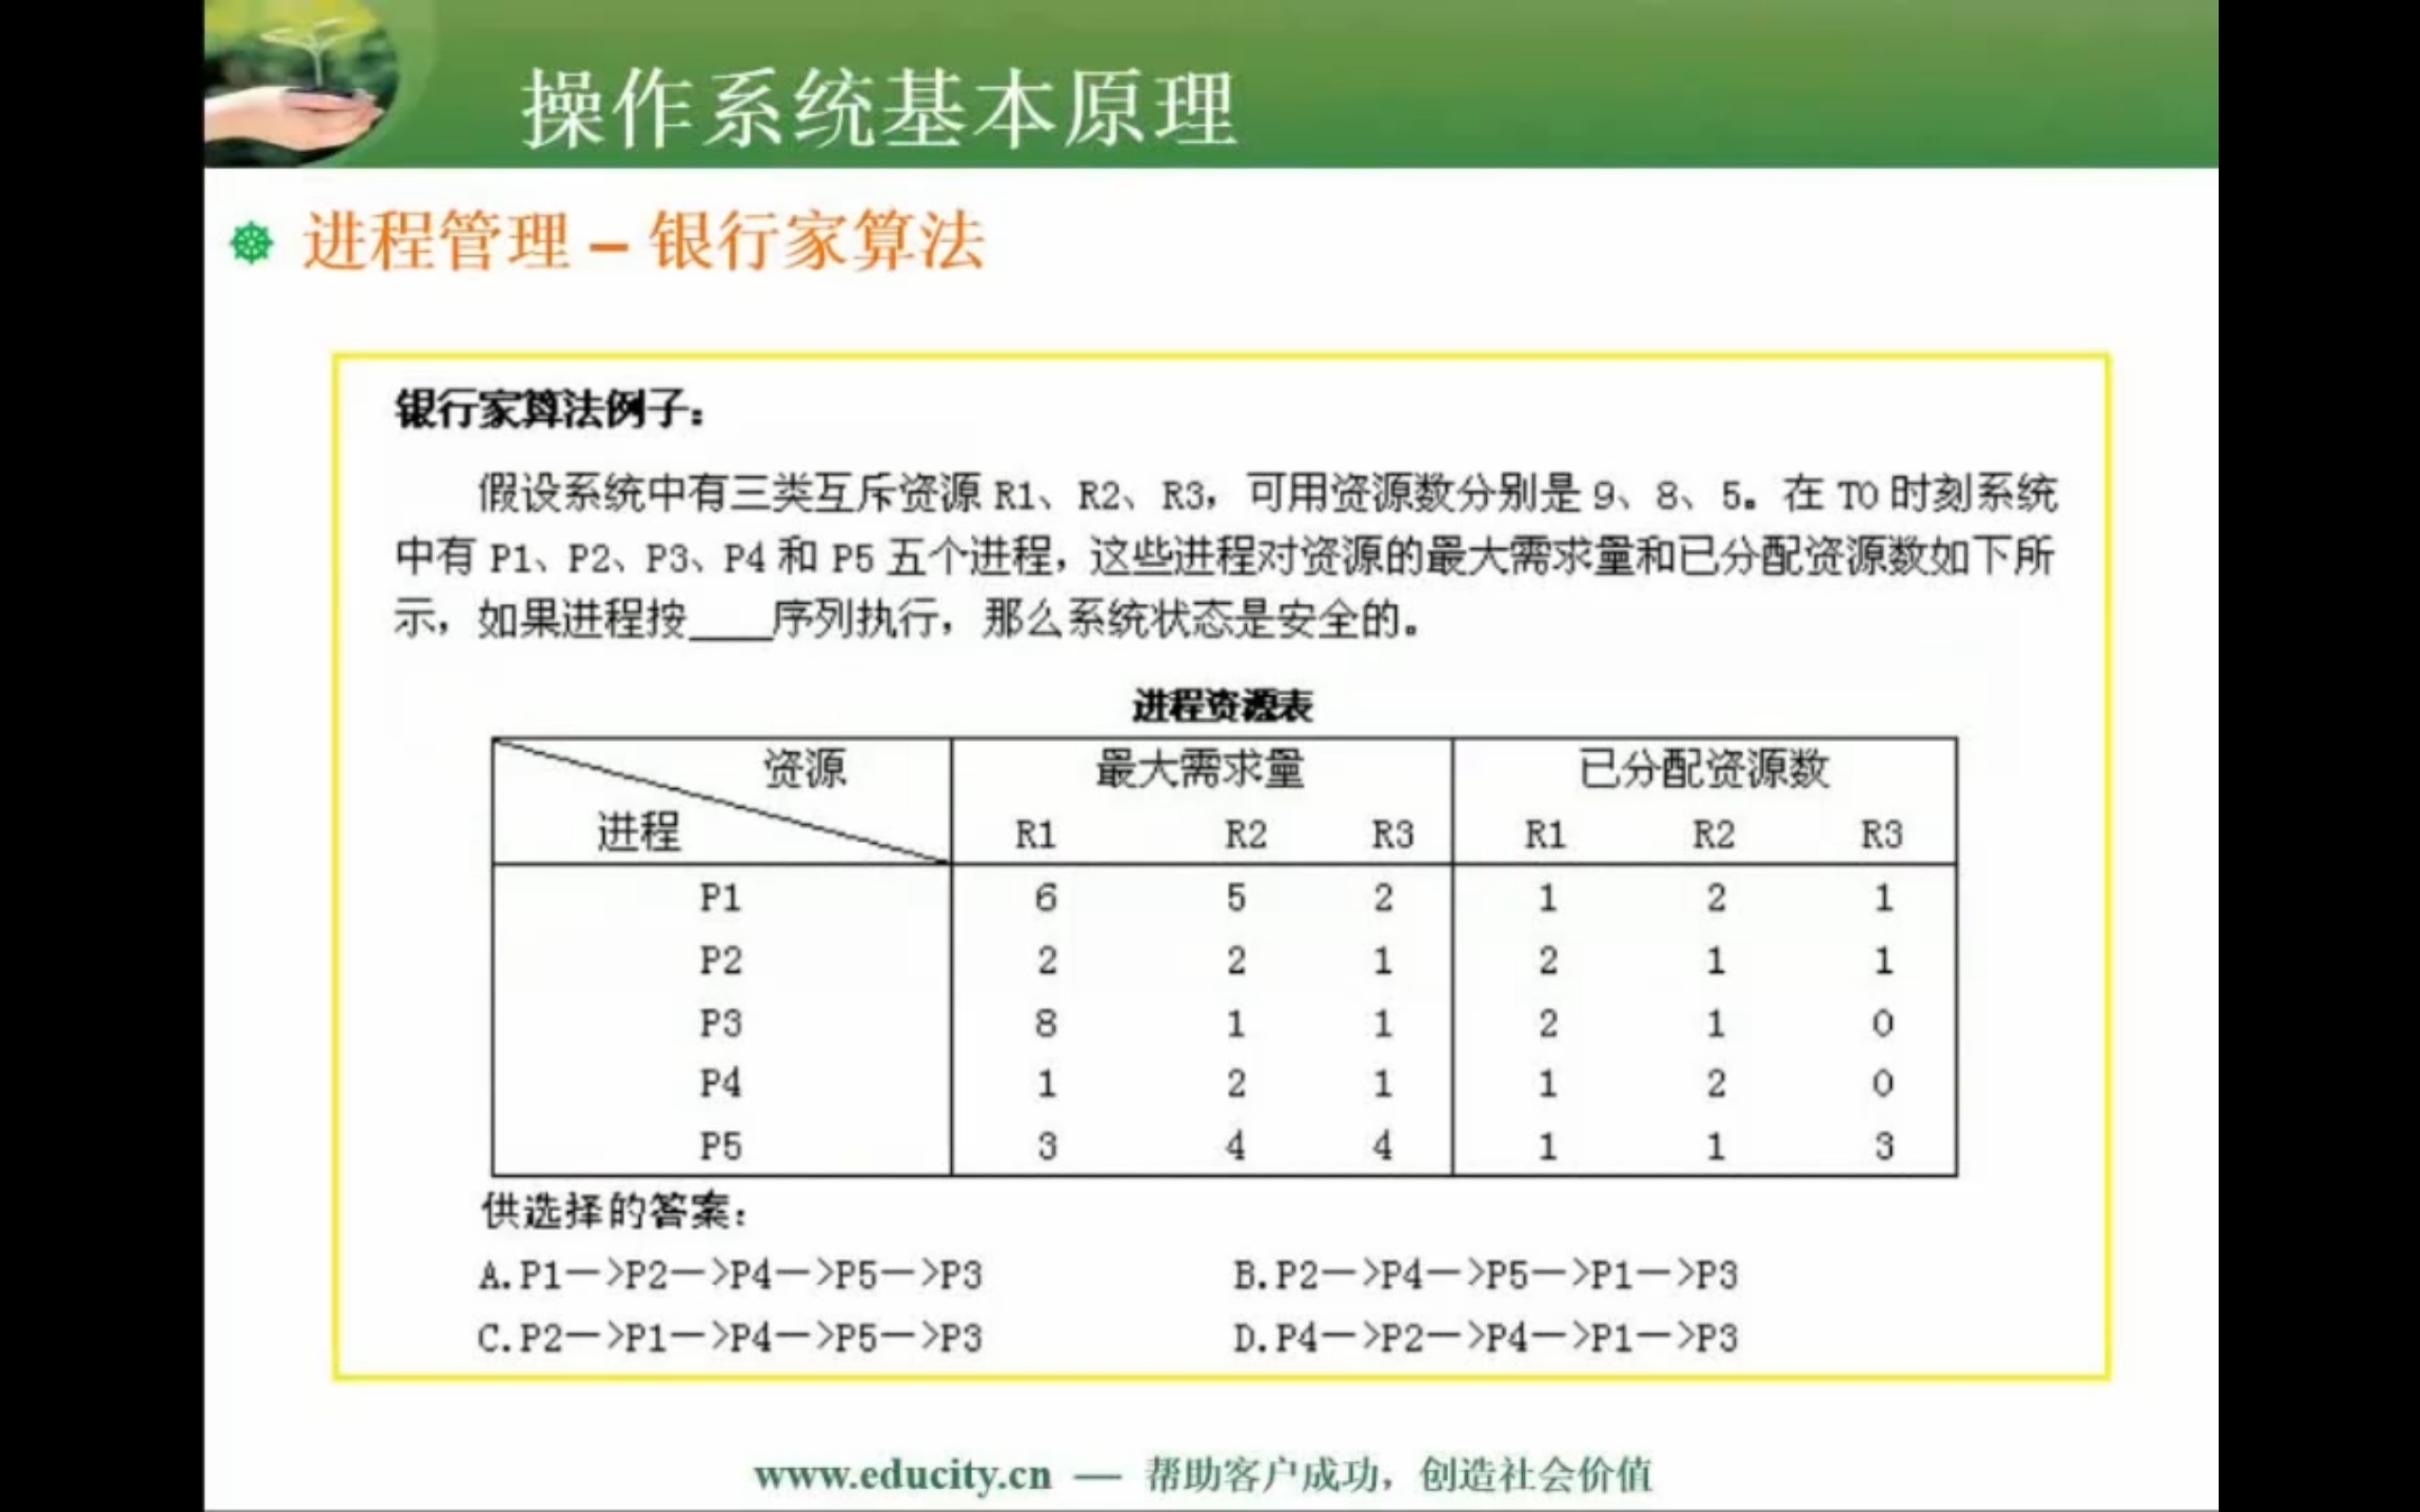 操作系统基本原理
进程管理 – 银行家算法
银行家算法例子：
假设系统中有三类互斥资源 R1、R2、R3，可用资源数分别是 9、8、5。在 T0 时刻系统
中有 P1、P2、P3、P4 和 P5 五个进程，这些进程对资源的最大需求量和已分配资源数如下所
示，如果进程按____序列执行，那么系统状态是安全的。
进程资源表
资源 最大需求量 已分配资源数
进程 R1 R2 R3 R1 R2 R3
P1 6 5 2 1 2 1
P2 2 2 1 2 1 1
P3 8 1 1 2 1 0
P4 1 2 1 1 2 0
P5 3 4 4 1 1 3
供选择的答案：
A.P1—>P2—>P4—>P5—>P3 B.P2—>P4—>P5—>P1—>P3
C.P2—>P1—>P4—>P5—>P3 D.P4—>P2—>P4—>P1—>P3
www.educity.cn — 帮助客户成功，创造社会价值